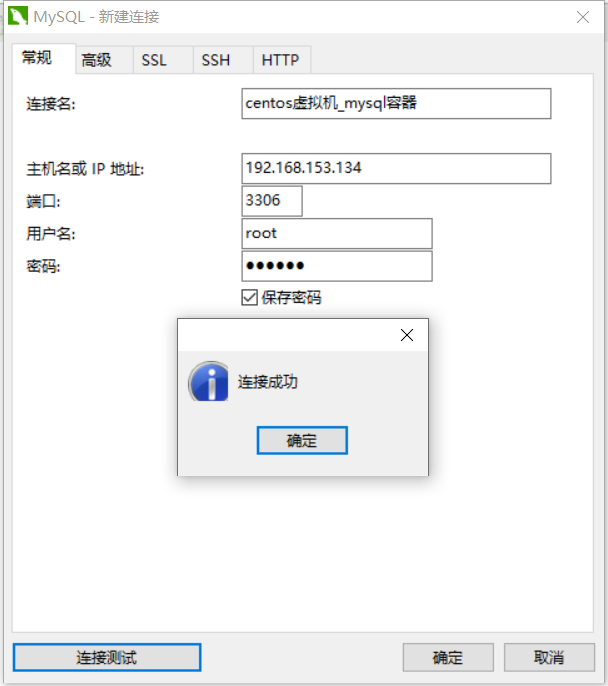 MySQL - 新建连接
常规 高级 SSL SSH HTTP
连接名: centos虚拟机_mysql容器
主机名或 IP 地址: 192.168.153.134
端口: 3306
用户名: root
密码: ●●●●●●
保存密码
连接成功
确定
连接测试 确定 取消